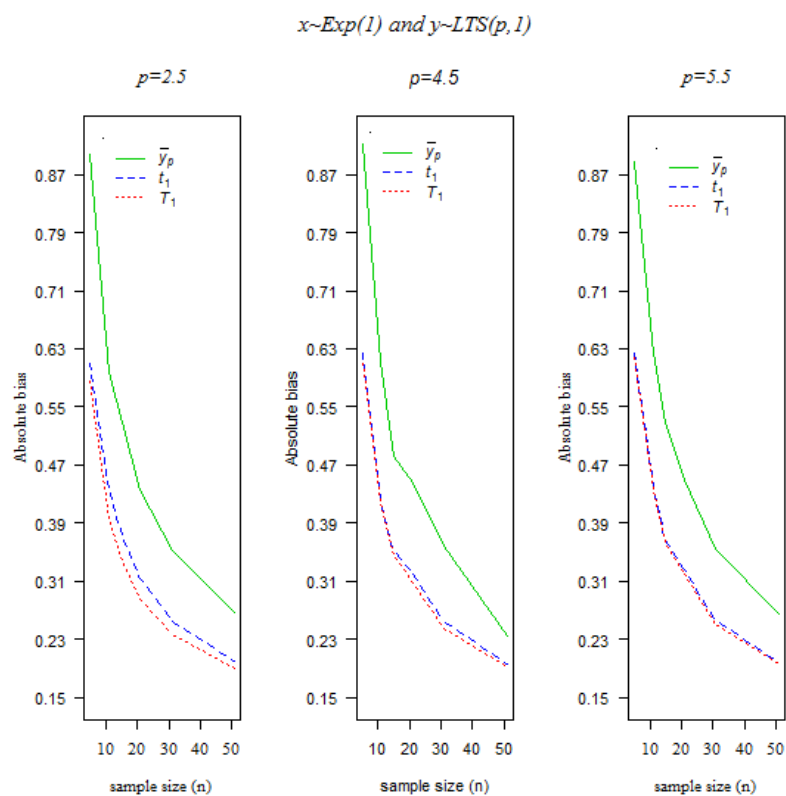 x~Exp(1) and y~LTS(p,1)
p=2.5
Absolute bias
0.87
0.79
0.71
0.63
0.55
0.47
0.39
0.31
0.23
0.15
y̅ₚ
t₁
T₁
10 20 30 40 50
sample size (n)
p=4.5
Absolute bias
0.87
0.79
0.71
0.63
0.55
0.47
0.39
0.31
0.23
0.15
y̅ₚ
t₁
T₁
10 20 30 40 50
sample size (n)
p=5.5
Absolute bias
0.87
0.79
0.71
0.63
0.55
0.47
0.39
0.31
0.23
0.15
y̅ₚ
t₁
T₁
10 20 30 40 50
sample size (n)